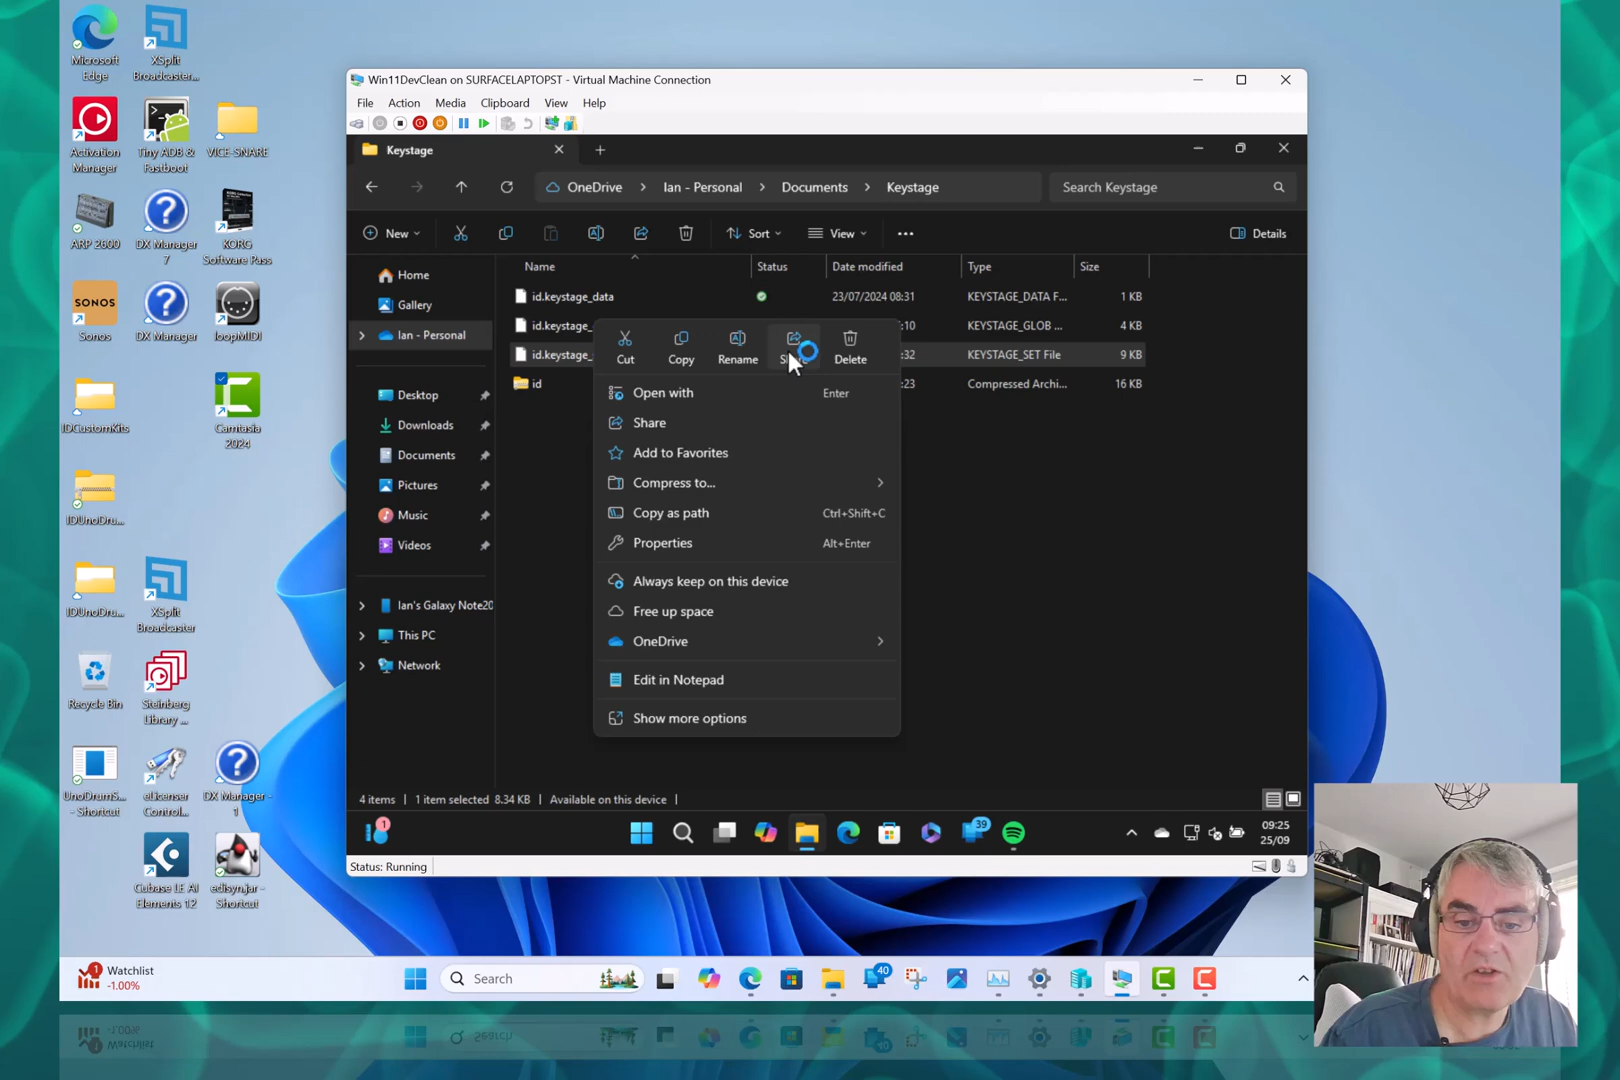 Microsoft Edge
XSplit Broadcaster...
Activation Manager
Tiny ADB & Fastboot
VICE-SNARE
ARP 2600
DX Manager 7
KORG Software Pass
SONOS
Sonos
DX Manager
loopMIDI
IDCustomKits
Camtasia 2024
IDUnoDru...
IDUnoDru...
XSplit Broadcaster
Recycle Bin
Steinberg Library ...
UnoDrumS... - Shortcut
eLicenser Control...
DX Manager - 1
Cubase LE AI Elements 12
edisyn.jar - Shortcut
Win11DevClean on SURFACELAPTOPST - Virtual Machine Connection
File Action Media Clipboard View Help
Keystage
OneDrive Ian - Personal Documents Keystage
Search Keystage
New Sort View Details
Name Status Date modified Type Size
Home
Gallery
Ian - Personal
Desktop
Downloads
Documents
Pictures
Music
Videos
Ian's Galaxy Note20
This PC
Network
id.keystage_data 23/07/2024 08:31 KEYSTAGE_DATA F... 1 KB
id.keystage_ :10 KEYSTAGE_GLOB ... 4 KB
id.keystage_ :32 KEYSTAGE_SET File 9 KB
id :23 Compressed Archi... 16 KB
Cut Copy Rename Delete
Open with Enter
Share
Add to Favorites
Compress to...
Copy as path Ctrl+Shift+C
Properties Alt+Enter
Always keep on this device
Free up space
OneDrive
Edit in Notepad
Show more options
4 items 1 item selected 8.34 KB Available on this device
1
39
09:25
25/09
Status: Running
1
Watchlist
-1.00%
Search
40